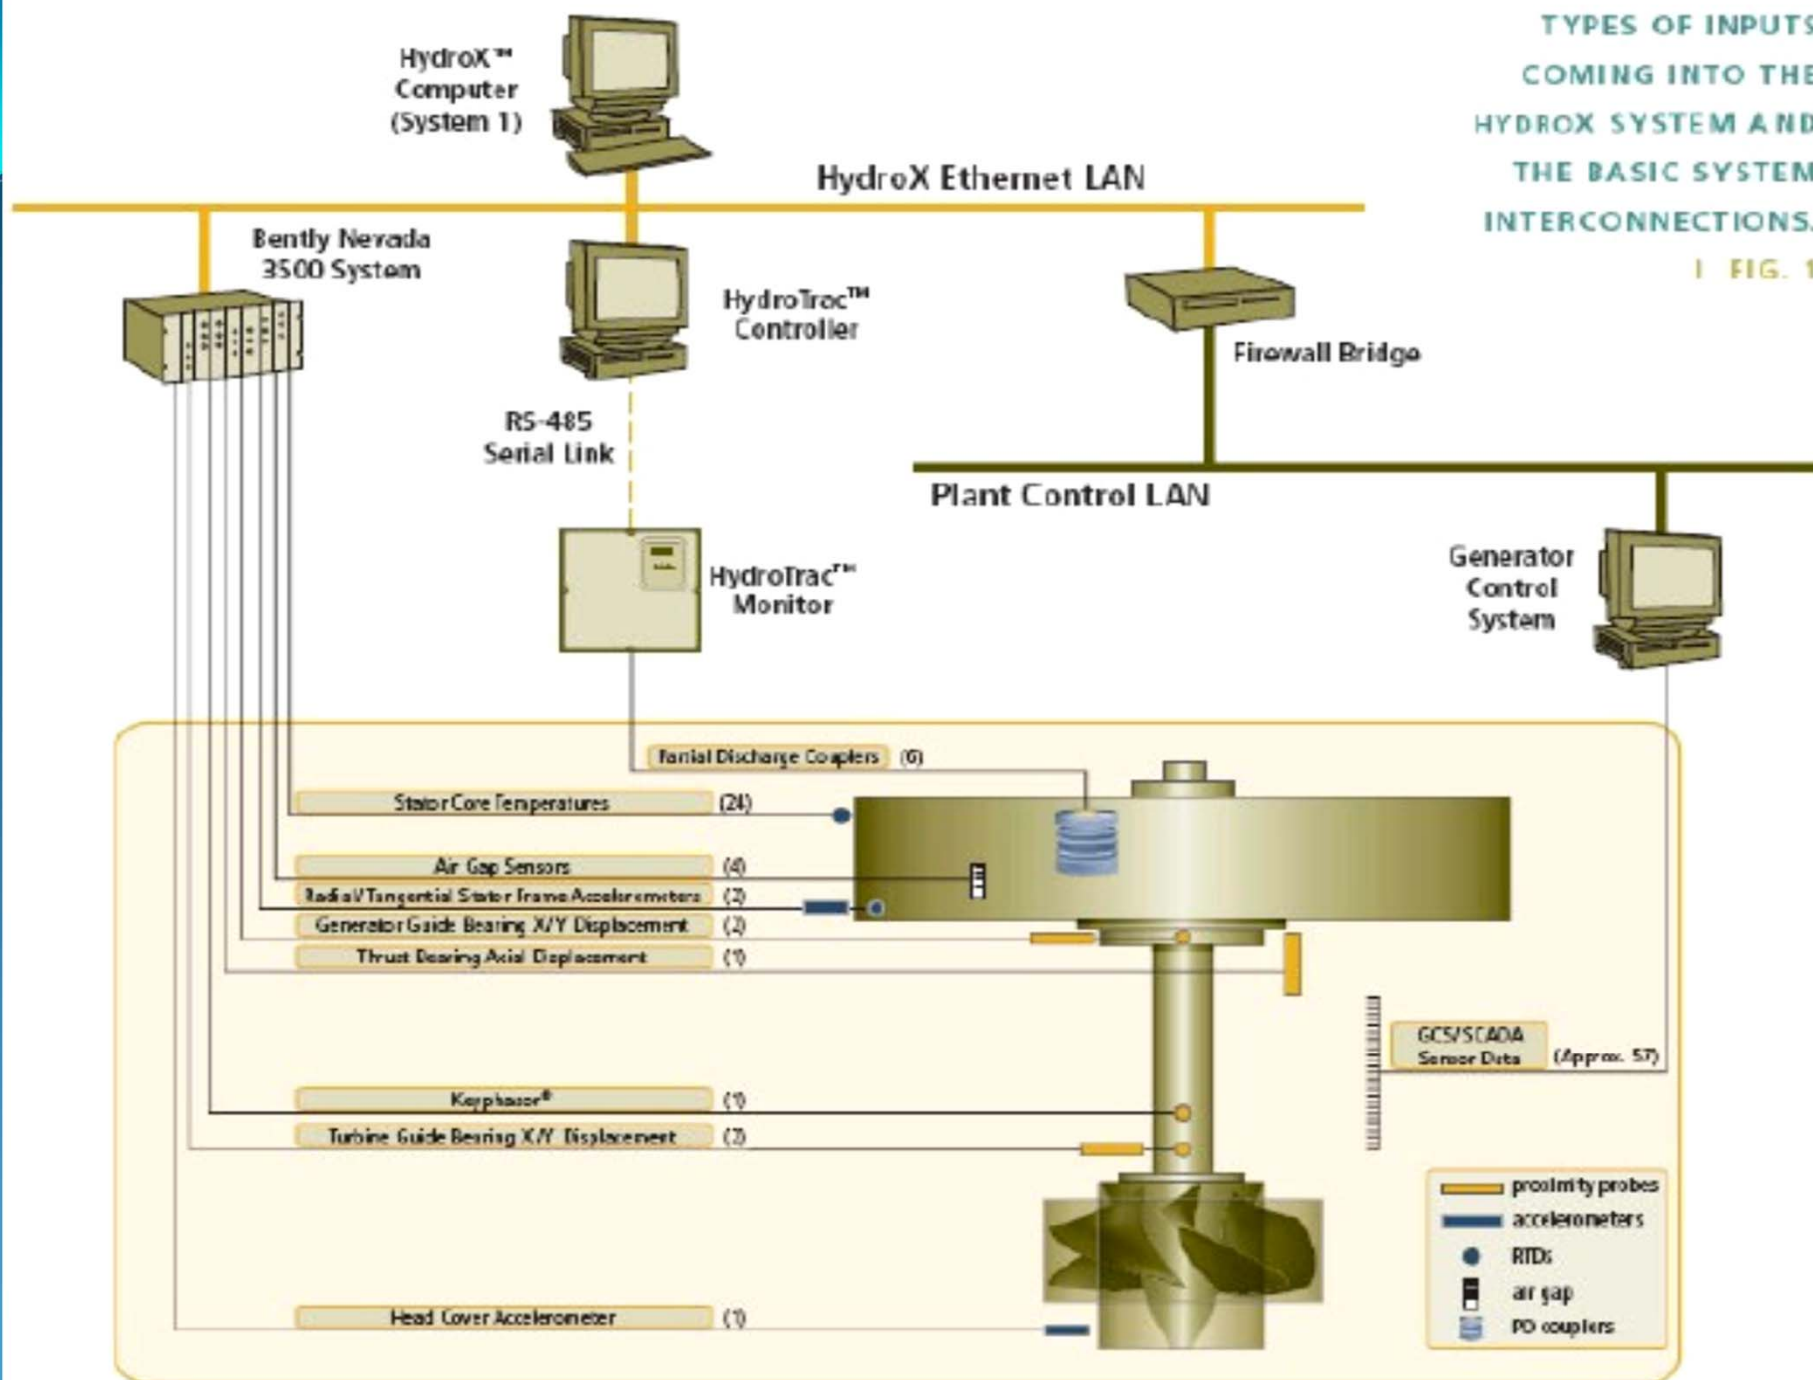 TYPES OF INPUTS
COMING INTO THE
HYDROX SYSTEM AND
THE BASIC SYSTEM
INTERCONNECTIONS.
| FIG. 1
HydroX™
Computer
(System 1)
HydroX Ethernet LAN
Bently Nevada
3500 System
HydroTrac™
Controller
Firewall Bridge
RS-485
Serial Link
Plant Control LAN
HydroTrac™
Monitor
Generator
Control
System
Partial Discharge Couplers (6)
Stator Core Temperatures (24)
Air Gap Sensors (4)
Radial/Tangential Stator Frame Accelerometers (2)
Generator Guide Bearing X/Y Displacement (2)
Thrust Bearing Axial Displacement (1)
GCS/SCADA
Sensor Data (Approx. 57)
Keyphasor® (1)
Turbine Guide Bearing X/Y Displacement (2)
Head Cover Accelerometer (1)
proximity probes
accelerometers
RTDs
air gap
PD couplers